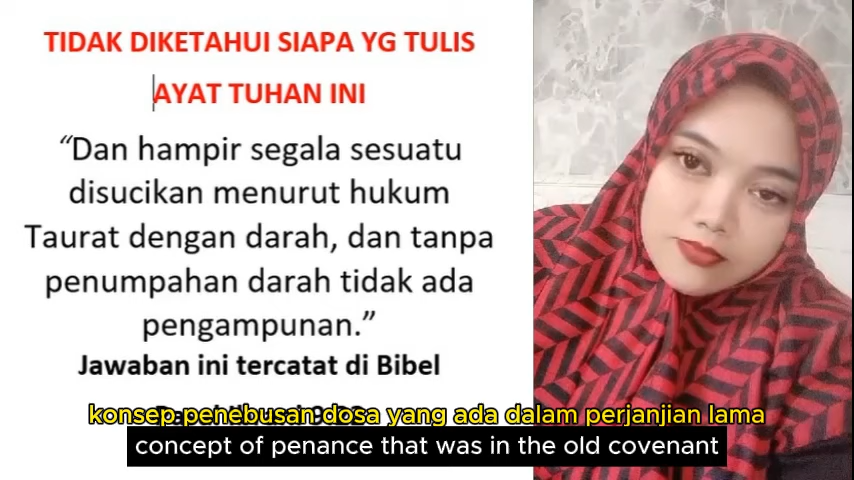 TIDAK DIKETAHUI SIAPA YG TULIS
AYAT TUHAN INI
“Dan hampir segala sesuatu
disucikan menurut hukum
Taurat dengan darah, dan tanpa
penumpahan darah tidak ada
pengampunan.”
Jawaban ini tercatat di Bibel
konsep penebusan dosa yang ada dalam perjanjian lama
concept of penance that was in the old covenant